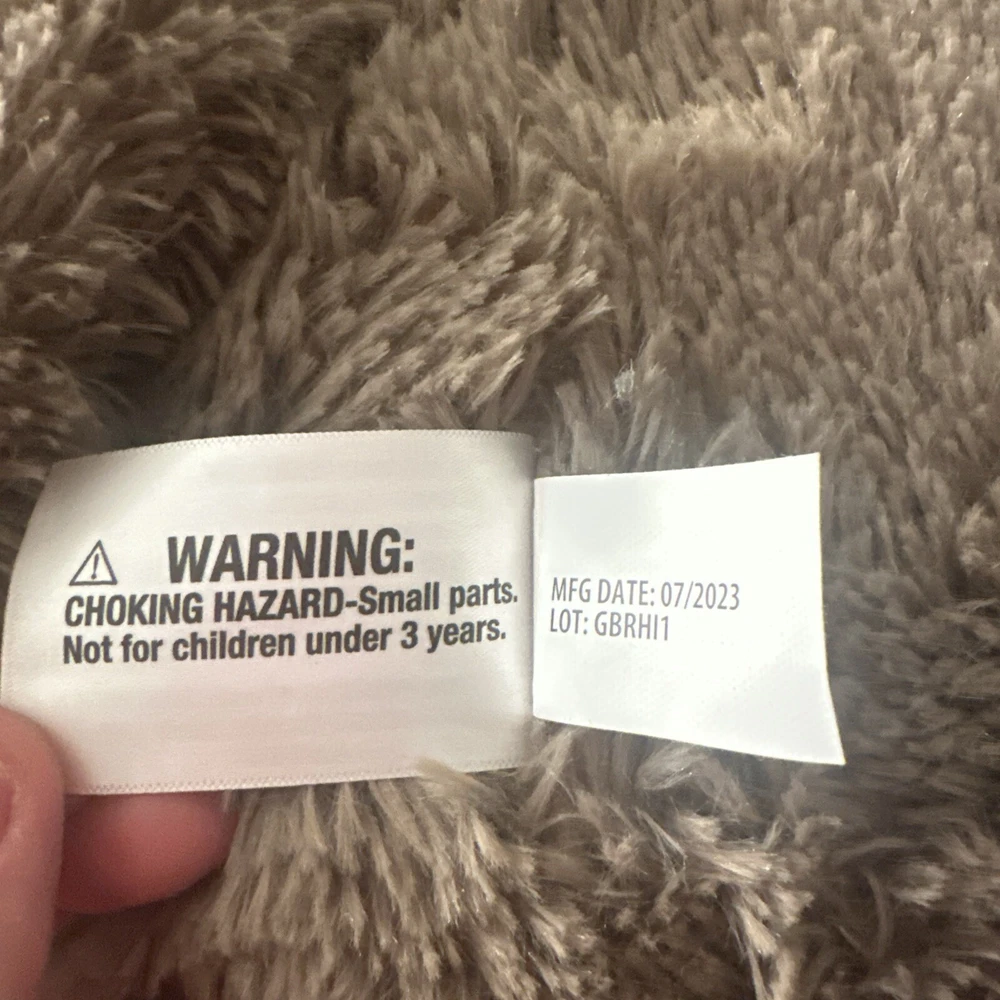 WARNING:
CHOKING HAZARD-Small parts.
Not for children under 3 years.
MFG DATE: 07/2023
LOT: GBRHI1